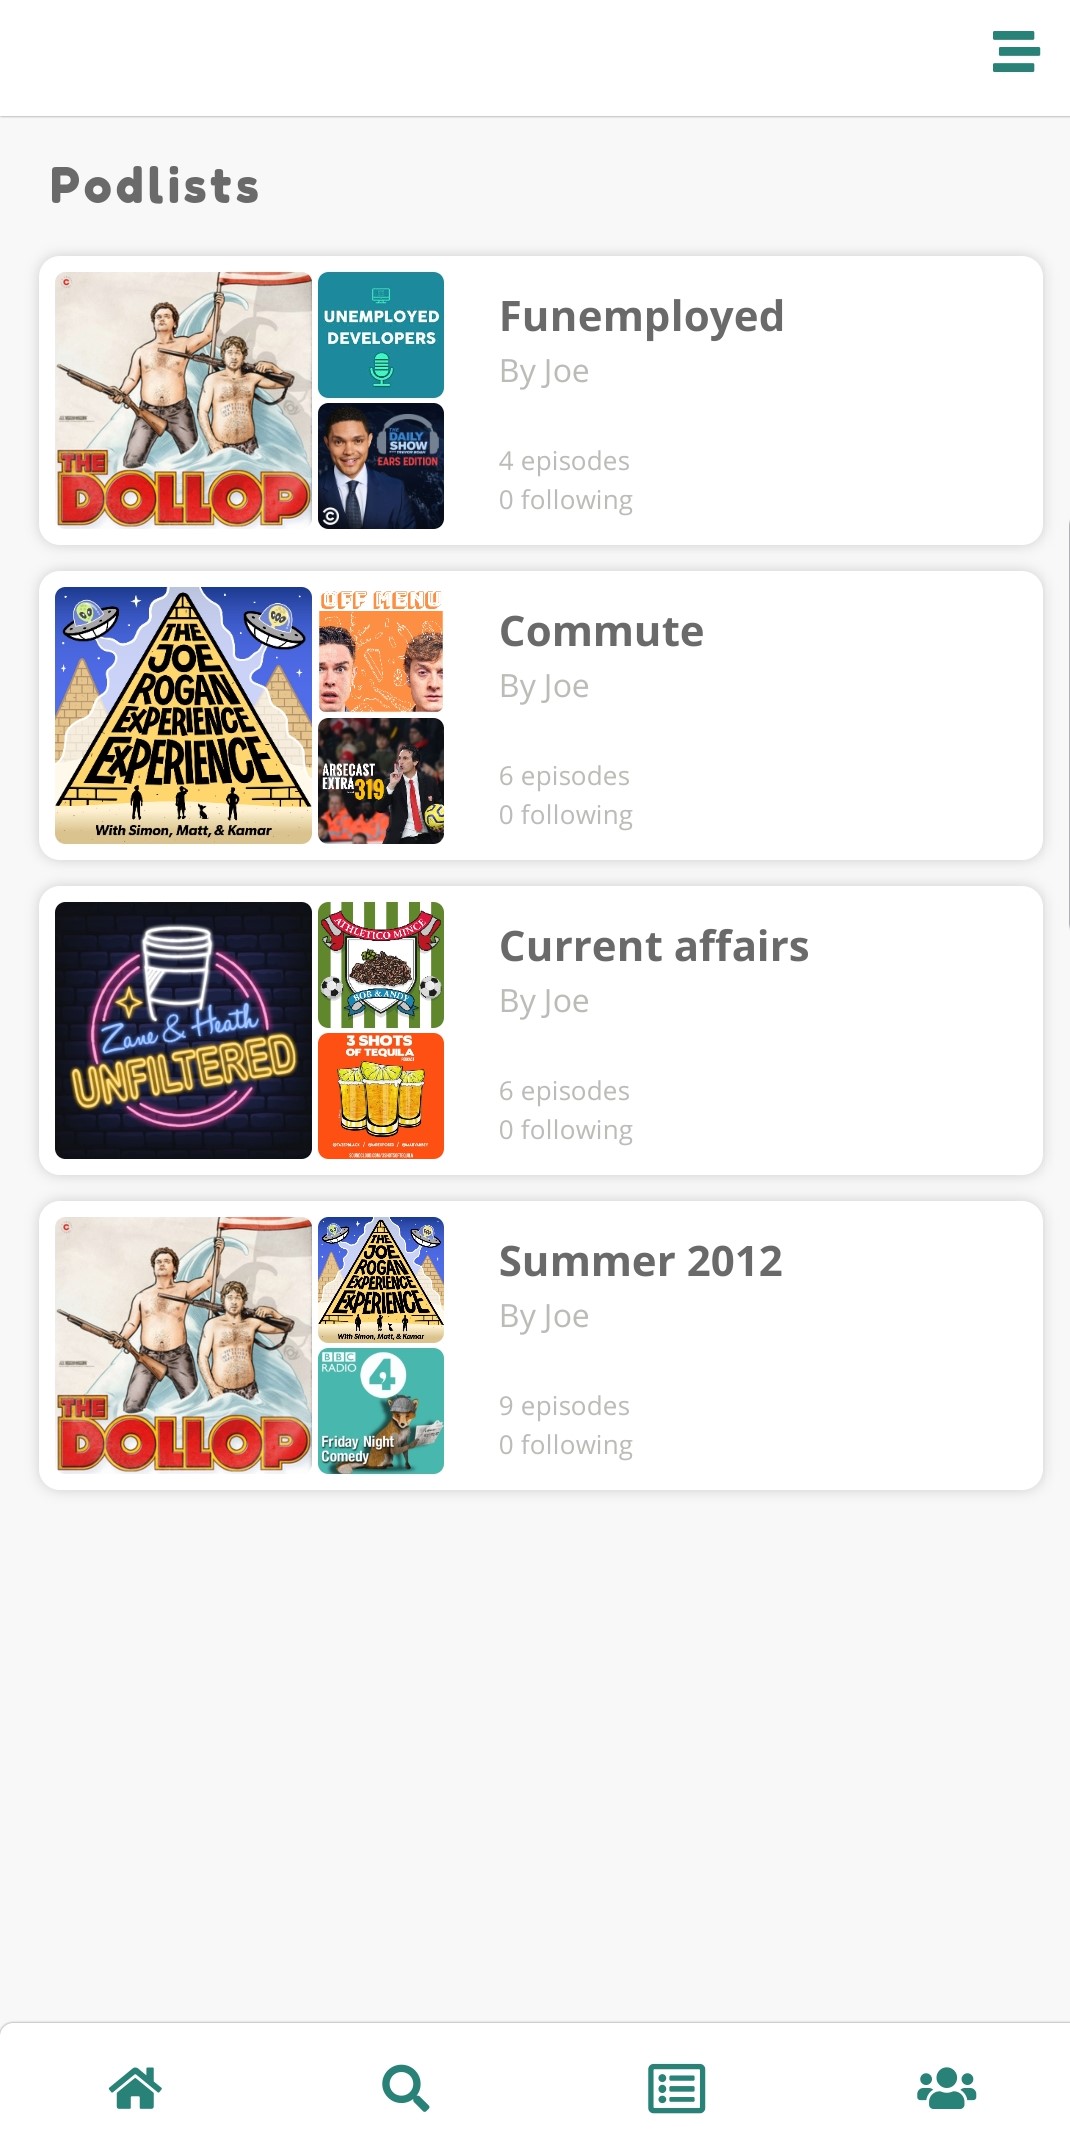 Podlists
THE
DOLLOP
UNEMPLOYED
DEVELOPERS
THE
DAILY
SHOW
EARS EDITION
Funemployed
By Joe
4 episodes
0 following
THE
JOE
ROGAN
EXPERIENCE
EXPERIENCE
With Simon, Matt, & Kamar
OFF MENU
ARSECAST
EXTRA 319
Commute
By Joe
6 episodes
0 following
Zane & Heath
UNFILTERED
ATHLETICO MINCE
BOB & ANDY
3 SHOTS
OF TEQUILA
Current affairs
By Joe
6 episodes
0 following
THE
DOLLOP
THE
JOE
ROGAN
EXPERIENCE
EXPERIENCE
With Simon, Matt, & Kamar
BBC
RADIO 4
Friday Night
Comedy
Summer 2012
By Joe
9 episodes
0 following